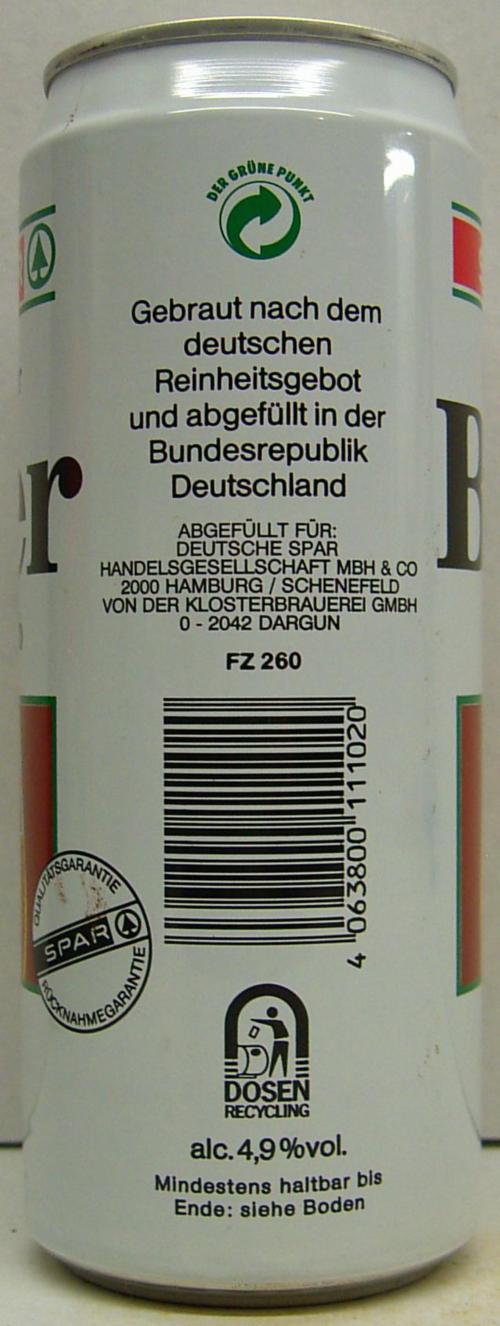 DER GRÜNE PUNKT
Gebraut nach dem
deutschen
Reinheitsgebot
und abgefüllt in der
Bundesrepublik
Deutschland
ABGEFÜLLT FÜR:
DEUTSCHE SPAR
HANDELSGESELLSCHAFT MBH & CO
2000 HAMBURG / SCHENEFELD
VON DER KLOSTERBRAUEREI GMBH
0 - 2042 DARGUN
FZ 260
4 063800 111020
QUALITÄTSGARANTIE
SPAR
RÜCKNAHMEGARANTIE
DOSEN
RECYCLING
alc. 4,9 %vol.
Mindestens haltbar bis
Ende: siehe Boden